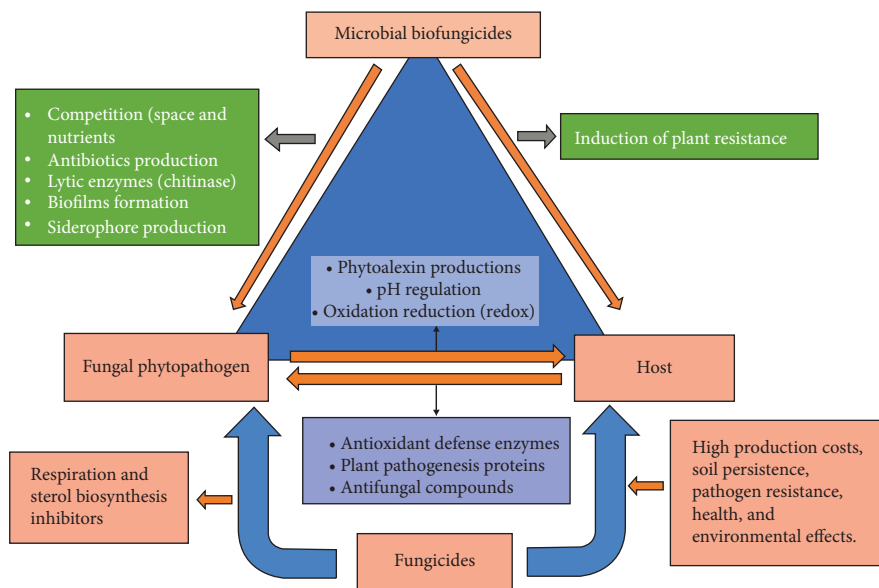 Microbial biofungicides
• Competition (space and
nutrients
• Antibiotics production
• Lytic enzymes (chitinase)
• Biofilms formation
• Siderophore production
Induction of plant resistance
• Phytoalexin productions
• pH regulation
• Oxidation reduction (redox)
Fungal phytopathogen
Host
• Antioxidant defense enzymes
• Plant pathogenesis proteins
• Antifungal compounds
Respiration and
sterol biosynthesis
inhibitors
High production costs,
soil persistence,
pathogen resistance,
health, and
environmental effects.
Fungicides